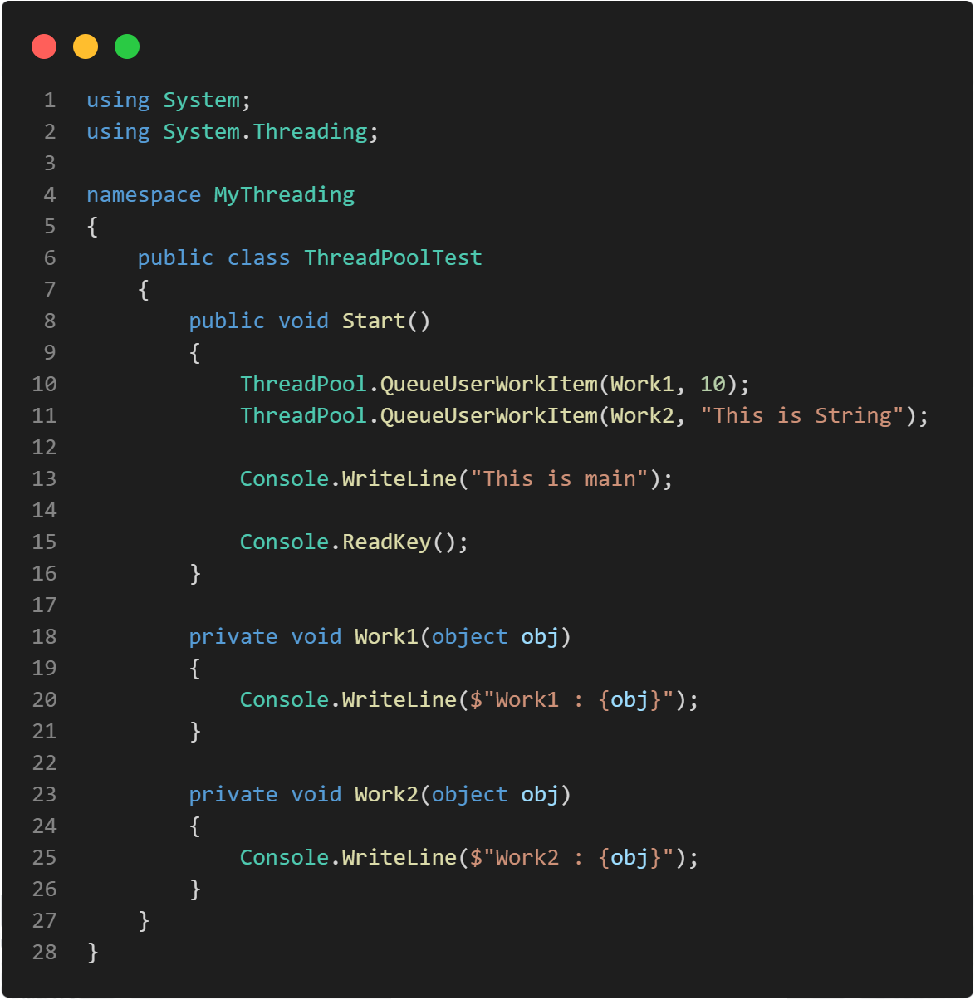 1 using System;
2 using System.Threading;
3
4 namespace MyThreading
5 {
6     public class ThreadPoolTest
7     {
8         public void Start()
9         {
10             ThreadPool.QueueUserWorkItem(Work1, 10);
11             ThreadPool.QueueUserWorkItem(Work2, "This is String");
12
13             Console.WriteLine("This is main");
14
15             Console.ReadKey();
16         }
17
18         private void Work1(object obj)
19         {
20             Console.WriteLine($"Work1 : {obj}");
21         }
22
23         private void Work2(object obj)
24         {
25             Console.WriteLine($"Work2 : {obj}");
26         }
27     }
28 }